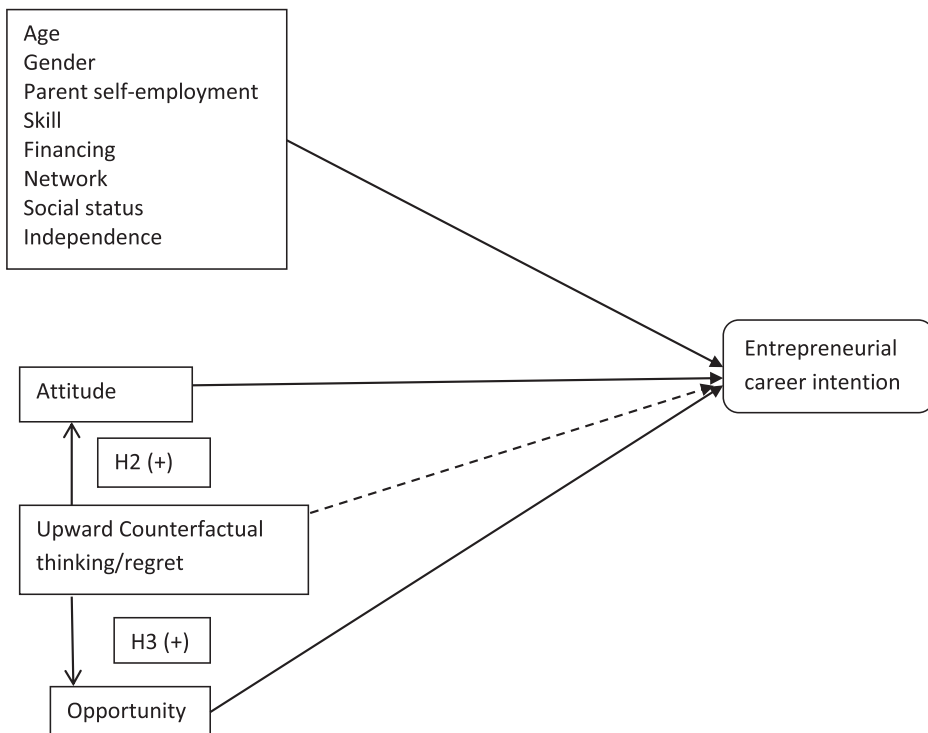 Age
Gender
Parent self-employment
Skill
Financing
Network
Social status
Independence
Entrepreneurial
career intention
Attitude
H2 (+)
Upward Counterfactual
thinking/regret
H3 (+)
Opportunity